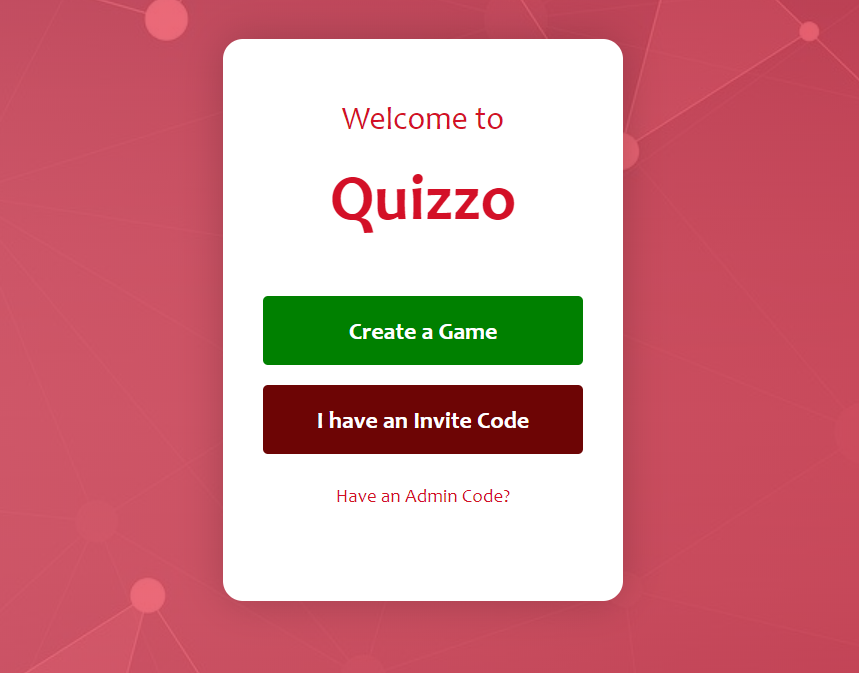 Welcome to
Quizzo
Create a Game
I have an Invite Code
Have an Admin Code?